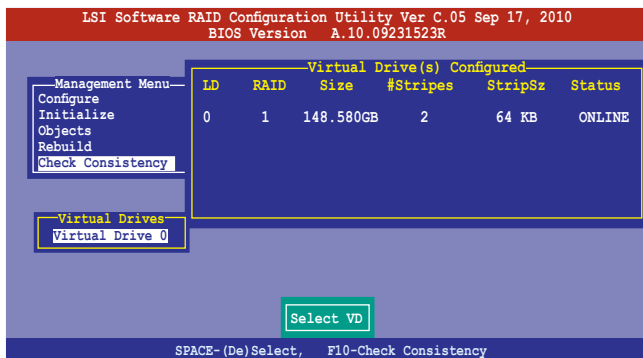 LSI Software RAID Configuration Utility Ver C.05 Sep 17, 2010
BIOS Version A.10.09231523R
Virtual Drive(s) Configured
LD RAID Size #Stripes StripSz Status
0 1 148.580GB 2 64 KB ONLINE
Management Menu
Configure
Initialize
Objects
Rebuild
Check Consistency
Virtual Drives
Virtual Drive 0
Select VD
SPACE-(De)Select, F10-Check Consistency